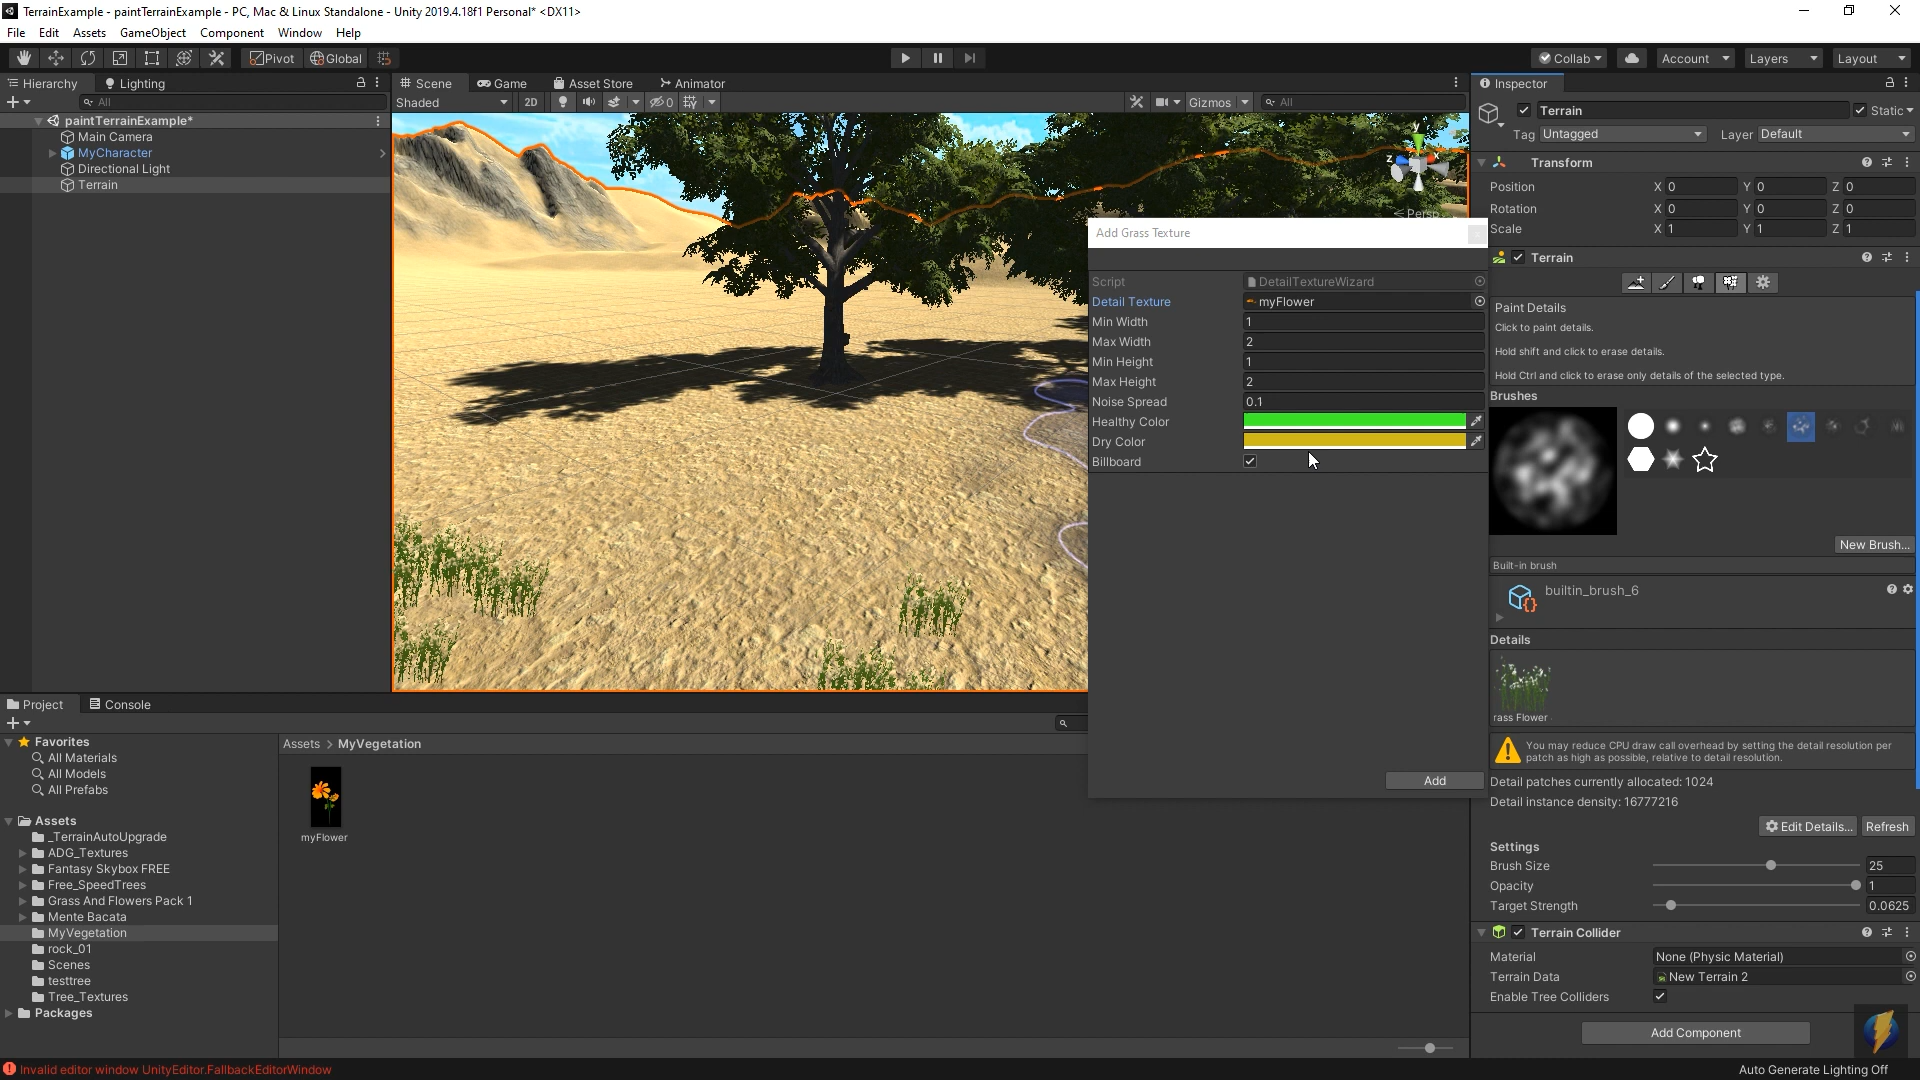 TerrainExample - paintTerrainExample - PC, Mac & Linux Standalone - Unity 2019.4.18f1 Personal* <DX11>
File Edit Assets GameObject Component Window Help
Pivot Global Collab Account Layers Layout
Hierarchy Lighting
All
paintTerrainExample*
Main Camera
MyCharacter
Directional Light
Terrain
Scene Game Asset Store Animator
Shaded 2D 0 Gizmos All
Y
Z X
< Persp
Add Grass Texture
Script DetailTextureWizard
Detail Texture myFlower
Min Width 1
Max Width 2
Min Height 1
Max Height 2
Noise Spread 0.1
Healthy Color
Dry Color
Billboard
Add
Inspector
Terrain Static
Tag Untagged Layer Default
Transform
Position X 0 Y 0 Z 0
Rotation X 0 Y 0 Z 0
Scale X 1 Y 1 Z 1
Terrain
Paint Details
Click to paint details.
Hold shift and click to erase details.
Hold Ctrl and click to erase only details of the selected type.
Brushes
New Brush...
Built-in brush
builtin_brush_6
Details
rass Flower
You may reduce CPU draw call overhead by setting the detail resolution per
patch as high as possible, relative to detail resolution.
Detail patches currently allocated: 1024
Detail instance density: 16777216
Edit Details... Refresh
Settings
Brush Size 25
Opacity 1
Target Strength 0.0625
Terrain Collider
Material None (Physic Material)
Terrain Data New Terrain 2
Enable Tree Colliders
Add Component
Project Console
Favorites
All Materials
All Models
All Prefabs
Assets
_TerrainAutoUpgrade
ADG_Textures
Fantasy Skybox FREE
Free_SpeedTrees
Grass And Flowers Pack 1
Mente Bacata
MyVegetation
rock_01
Scenes
testtree
Tree_Textures
Packages
Assets > MyVegetation
myFlower
Invalid editor window UnityEditor.FallbackEditorWindow
Auto Generate Lighting Off